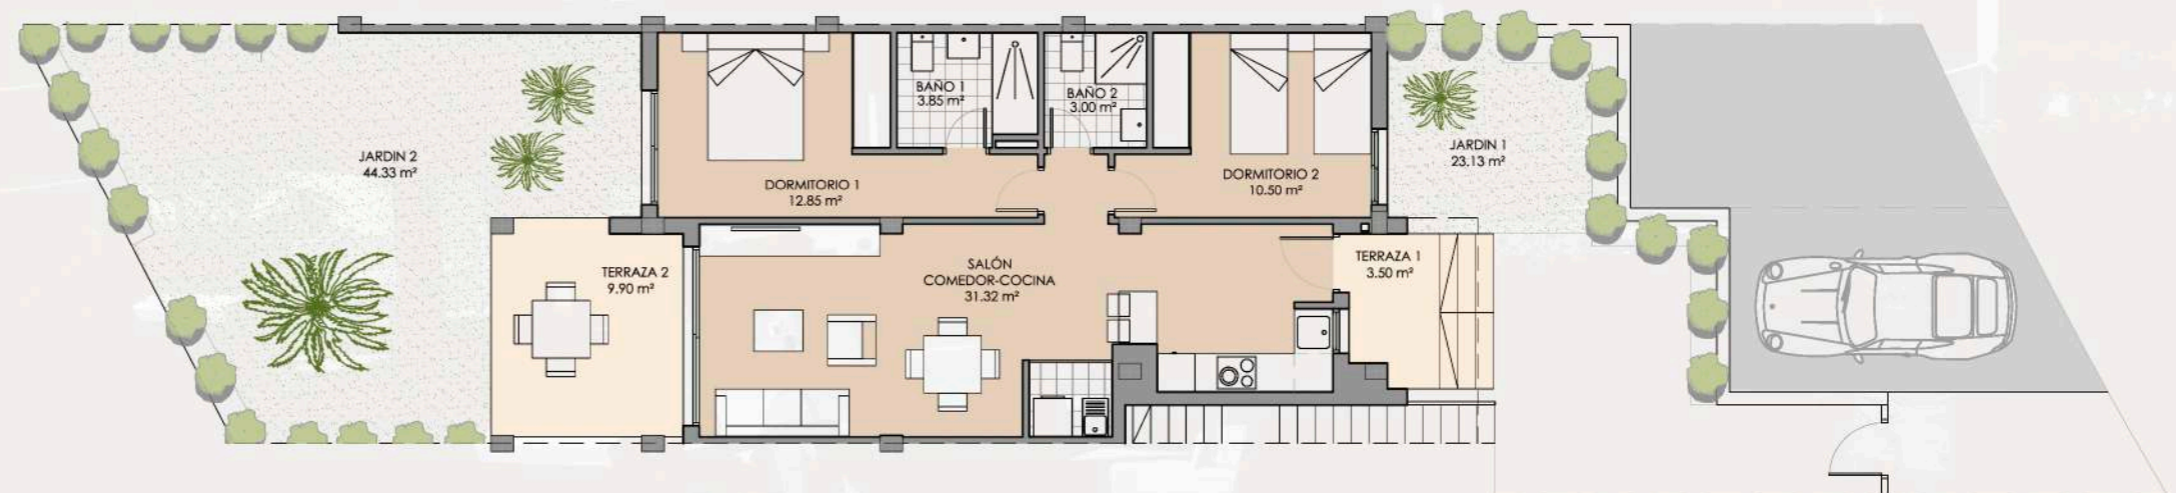 BAÑO 1
3.85 m²
BAÑO 2
3.00 m²
JARDIN 2
44.33 m²
JARDIN 1
23.13 m²
DORMITORIO 1
12.85 m²
DORMITORIO 2
10.50 m²
TERRAZA 2
9.90 m²
SALÓN
COMEDOR-COCINA
31.32 m²
TERRAZA 1
3.50 m²